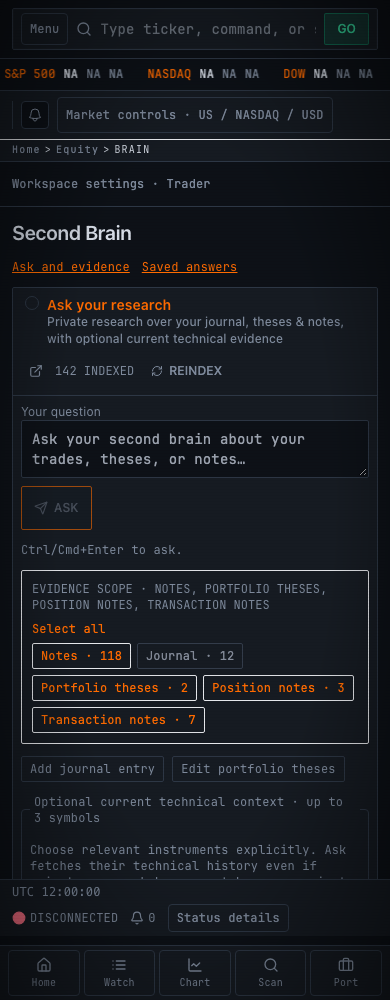 Menu Type ticker, command, or s GO
S&P 500 NA NA NA NASDAQ NA NA NA DOW NA NA NA
Market controls · US / NASDAQ / USD
Home > Equity > BRAIN
Workspace settings · Trader
Second Brain
Ask and evidence Saved answers
Ask your research
Private research over your journal, theses & notes,
with optional current technical evidence
142 INDEXED REINDEX
Your question
Ask your second brain about your
trades, theses, or notes…
ASK
Ctrl/Cmd+Enter to ask.
EVIDENCE SCOPE · NOTES, PORTFOLIO THESES,
POSITION NOTES, TRANSACTION NOTES
Select all
Notes · 118 Journal · 12
Portfolio theses · 2 Position notes · 3
Transaction notes · 7
Add journal entry Edit portfolio theses
Optional current technical context · up to
3 symbols
Choose relevant instruments explicitly. Ask
fetches their technical history even if
UTC 12:00:00
DISCONNECTED 0 Status details
Home Watch Chart Scan Port